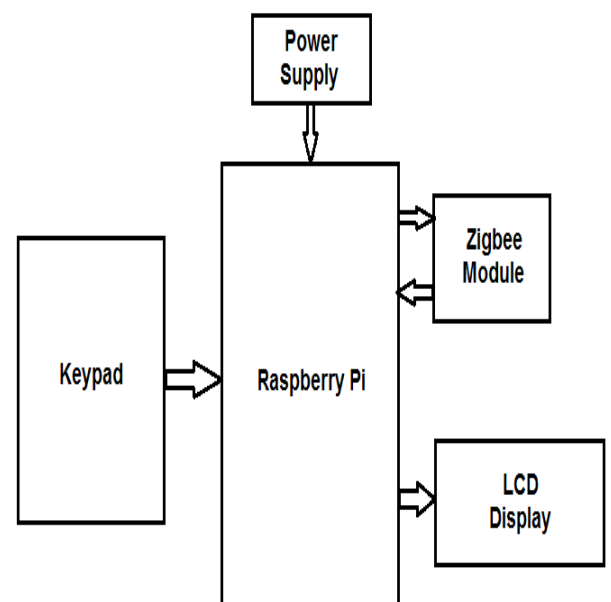 Power
Supply
Zigbee
Module
Keypad
Raspberry Pi
LCD
Display